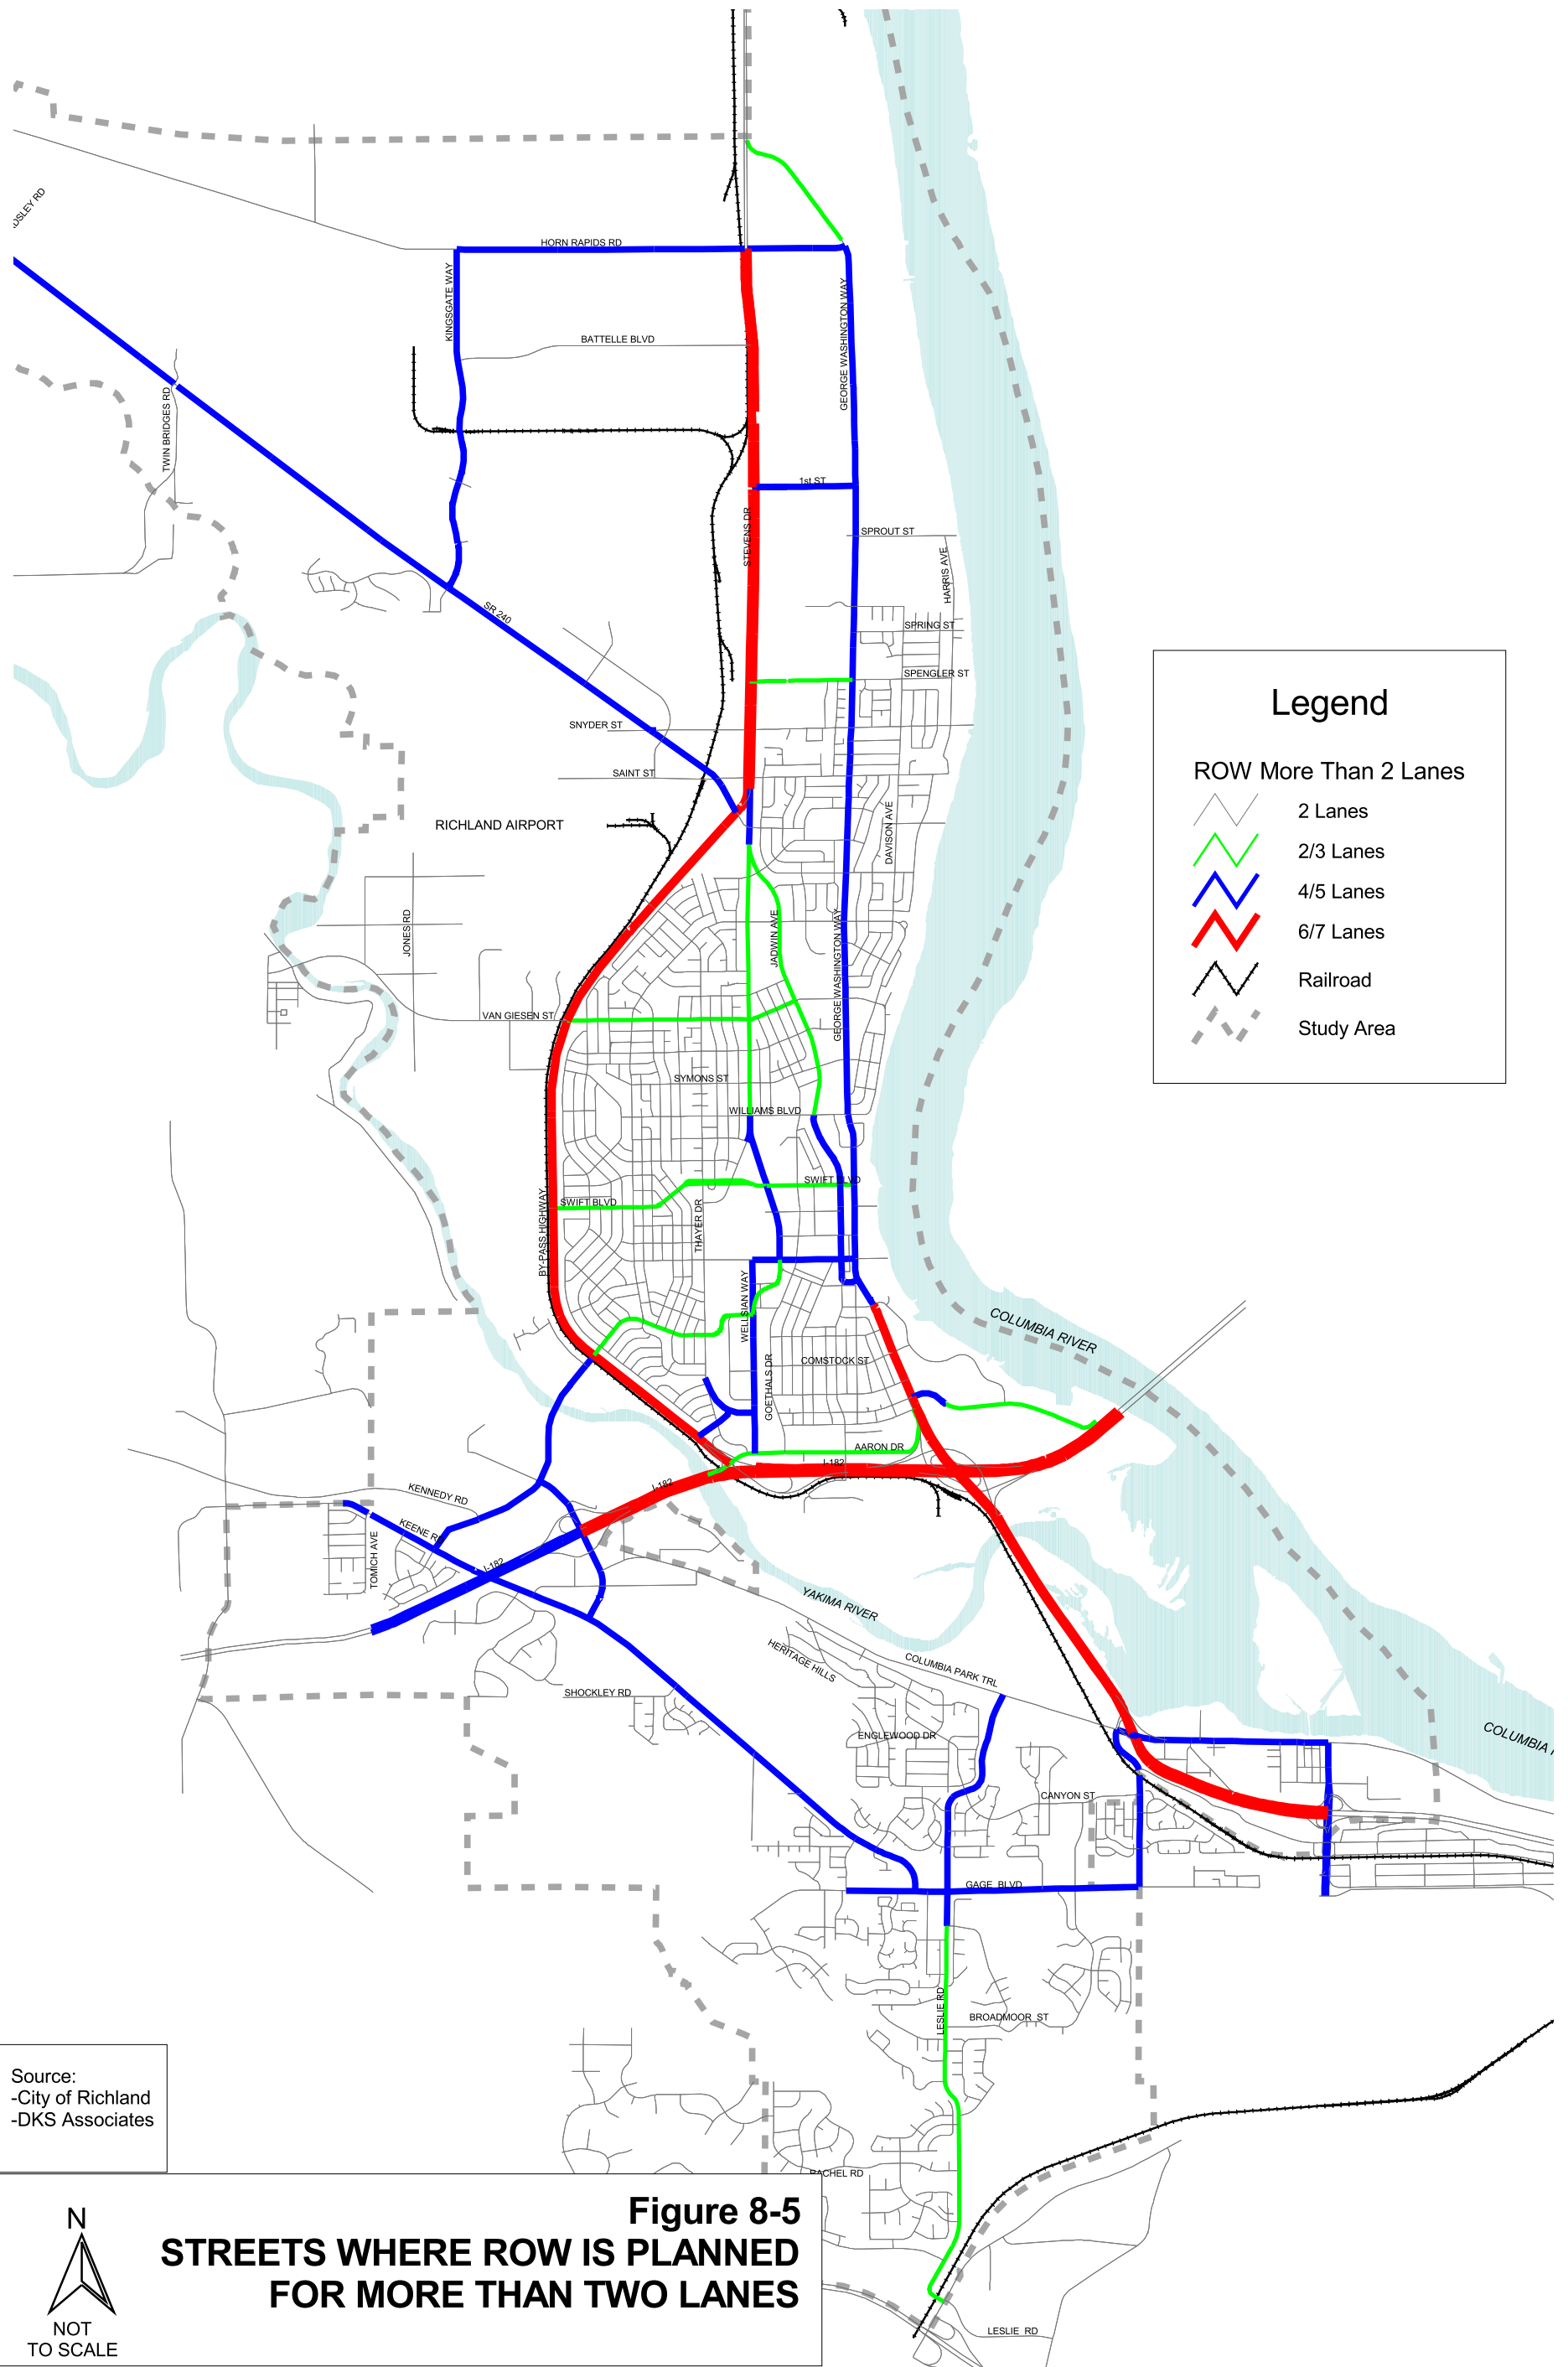 HORN RAPIDS RD
KINGSGATE WAY
BATTELLE BLVD
GEORGE WASHINGTON WAY
TWIN BRIDGES RD
1st ST
STEVENS DR
SPROUT ST
HARRIS AVE
SR 240
SPRING ST
SPENGLER ST
SNYDER ST
SAINT ST
RICHLAND AIRPORT
DAVISON AVE
JONES RD
JADWIN AVE
GEORGE WASHINGTON WAY
VAN GIESEN ST
SYMONS ST
WILLIAMS BLVD
SWIFT BLVD
SWIFT BLVD
THAYER DR
BY-PASS HIGHWAY
WELLSIAN WAY
COLUMBIA RIVER
COMSTOCK ST
GOETHALS DR
AARON DR
I-182
I-182
KENNEDY RD
KEENE RD
TOMICH AVE
I-182
YAKIMA RIVER
HERITAGE HILLS
COLUMBIA PARK TRL
SHOCKLEY RD
ENGLEWOOD DR
COLUMBIA
CANYON ST
GAGE BLVD
LESLIE RD
BROADMOOR ST
RACHEL RD
LESLIE RD
Legend
ROW More Than 2 Lanes
2 Lanes
2/3 Lanes
4/5 Lanes
6/7 Lanes
Railroad
Study Area
Source:
-City of Richland
-DKS Associates
N
NOT
TO SCALE
Figure 8-5
STREETS WHERE ROW IS PLANNED
FOR MORE THAN TWO LANES